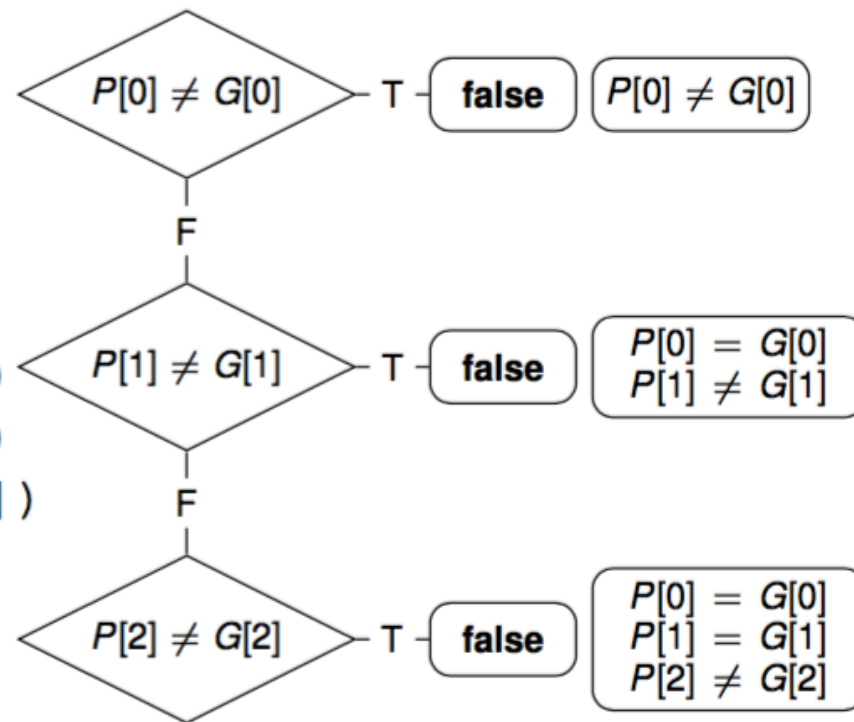 P[0] ≠ G[0] T false P[0] ≠ G[0]
F
P[1] ≠ G[1] T false P[0] = G[0]
P[1] ≠ G[1]
)
)
])
F
P[2] ≠ G[2] T false P[0] = G[0]
P[1] = G[1]
P[2] ≠ G[2]